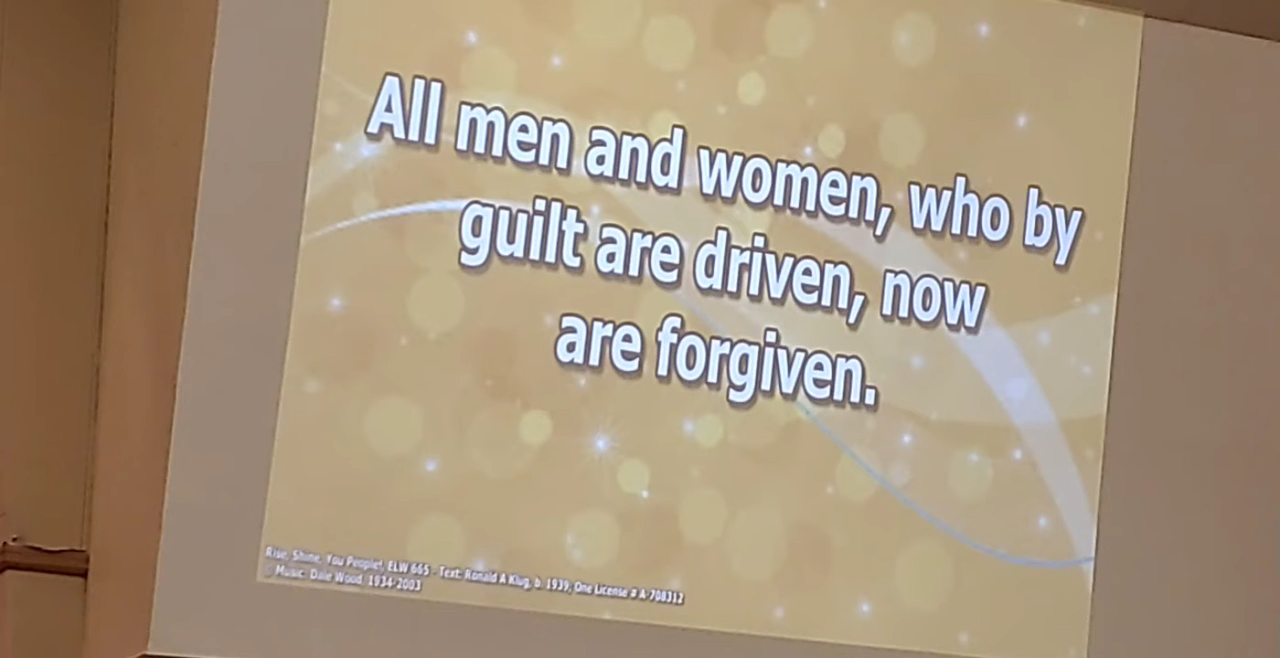 All men and women, who by
guilt are driven, now
are forgiven.
Rise, Shine, You People!, ELW 665 - Text: Ronald A Klug, b. 1939; One License # A-708312
Music: Dale Wood, 1934-2003